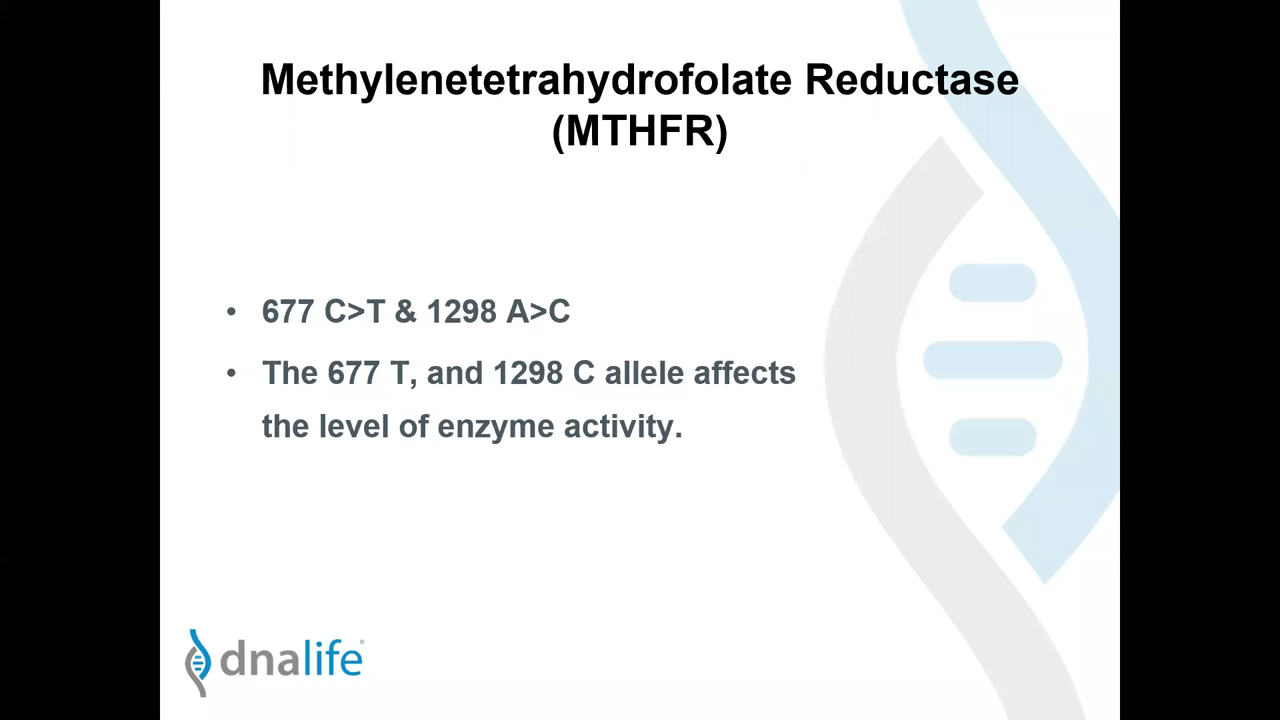 Methylenetetrahydrofolate Reductase
(MTHFR)
• 677 C>T & 1298 A>C
• The 677 T, and 1298 C allele affects
the level of enzyme activity.
dnalife